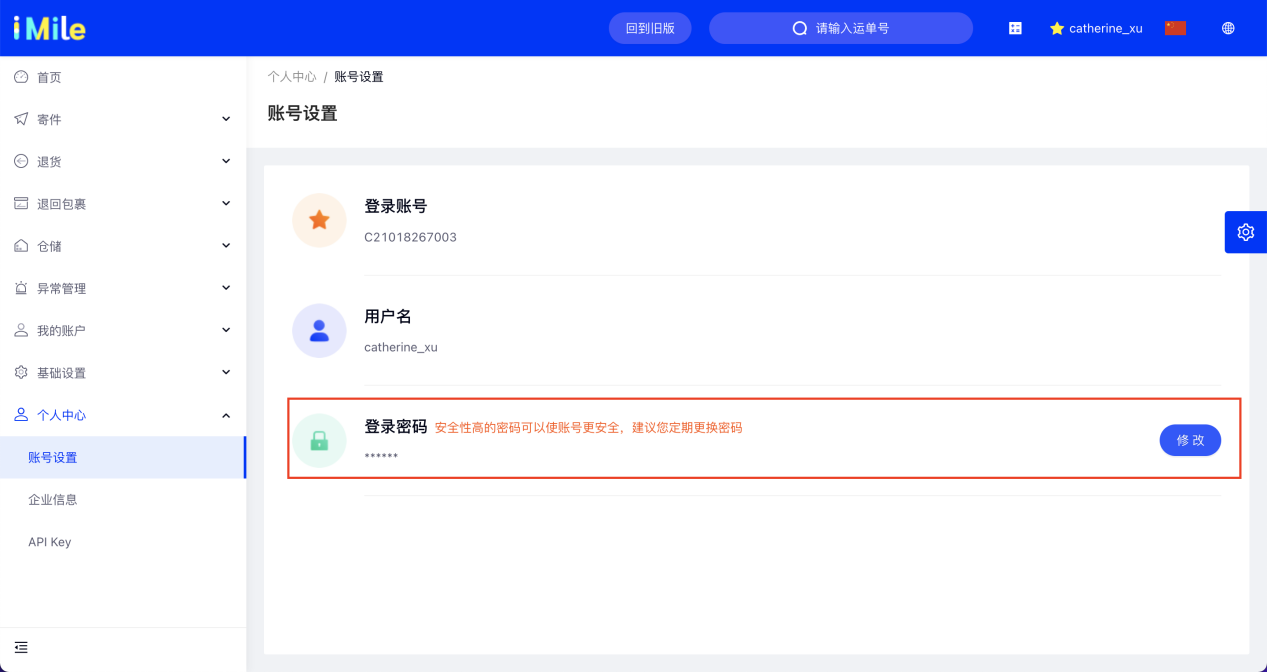 iMile
回到旧版
请输入运单号
catherine_xu
首页
寄件
退货
退回包裹
仓储
异常管理
我的账户
基础设置
个人中心
账号设置
企业信息
API Key
个人中心 / 账号设置
账号设置
登录账号
C21018267003
用户名
catherine_xu
登录密码 安全性高的密码可以使账号更安全，建议您定期更换密码
******
修 改